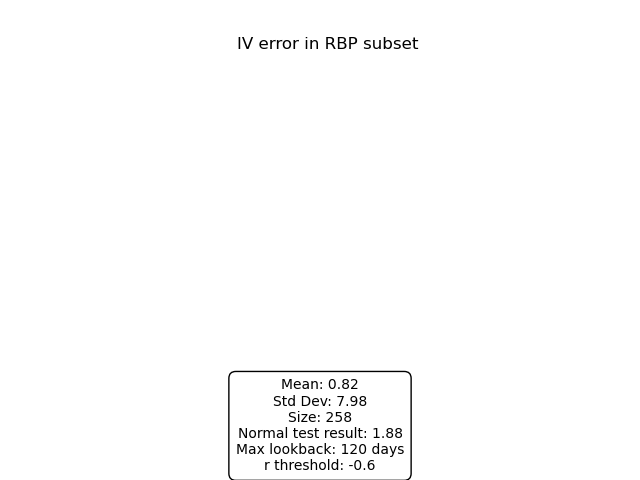 IV error in RBP subset
Mean: 0.82
Std Dev: 7.98
Size: 258
Normal test result: 1.88
Max lookback: 120 days
r threshold: -0.6